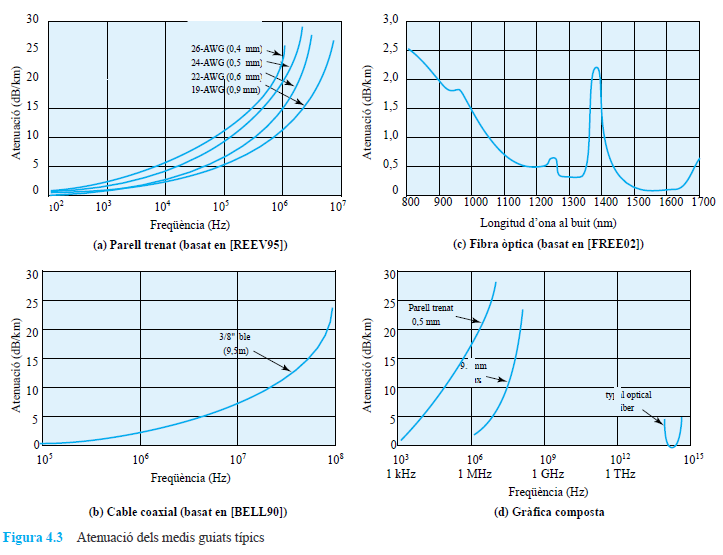 30
25
20
15
10
5
0
Atenuació (dB/km)
26-AWG (0,4 mm)
24-AWG (0,5 mm)
22-AWG (0,6 mm)
19-AWG (0,9 mm)
10² 10³ 10⁴ 10⁵ 10⁶ 10⁷
Freqüència (Hz)
(a) Parell trenat (basat en [REEV95])
3,0
2,5
2,0
1,5
1,0
0,5
0
Atenuació (dB/km)
800 900 1000 1100 1200 1300 1400 1500 1600 1700
Longitud d’ona al buit (nm)
(c) Fibra òptica (basat en [FREE02])
30
25
20
15
10
5
0
Atenuació (dB/km)
3/8" ble
(9,5m)
10⁵ 10⁶ 10⁷ 10⁸
Freqüència (Hz)
(b) Cable coaxial (basat en [BELL90])
30
25
20
15
10
5
0
Atenuació (dB/km)
Parell trenat
0,5 mm
9. nm
typ l optical
iber
10³ 10⁶ 10⁹ 10¹² 10¹⁵
1 kHz 1 MHz 1 GHz 1 THz
Freqüència (Hz)
(d) Gràfica composta
Figura 4.3 Atenuació dels medis guiats típics